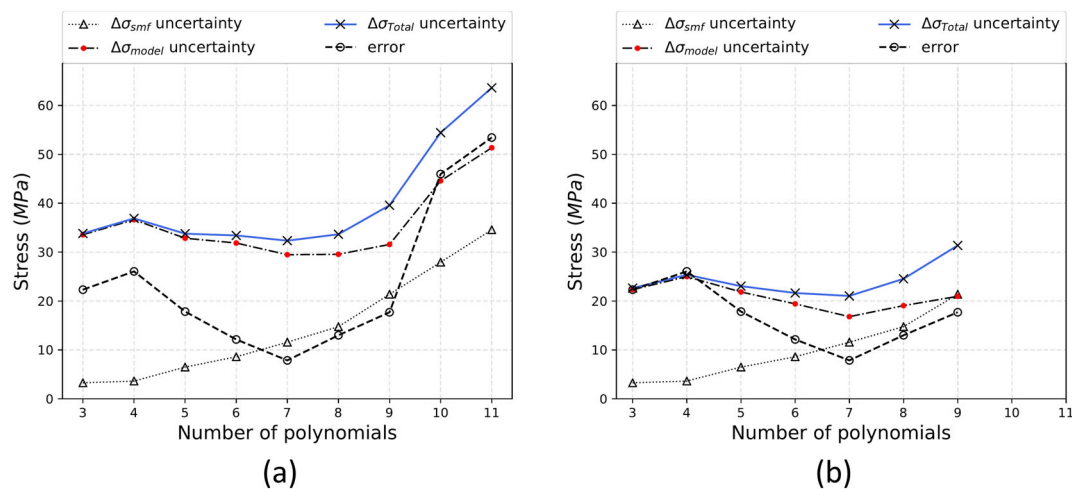 Δσsmf uncertainty
Δσmodel uncertainty
ΔσTotal uncertainty
error
Stress (MPa)
60
50
40
30
20
10
0
3 4 5 6 7 8 9 10 11
Number of polynomials
(a)
Δσsmf uncertainty
Δσmodel uncertainty
ΔσTotal uncertainty
error
Stress (MPa)
60
50
40
30
20
10
0
3 4 5 6 7 8 9 10 11
Number of polynomials
(b)